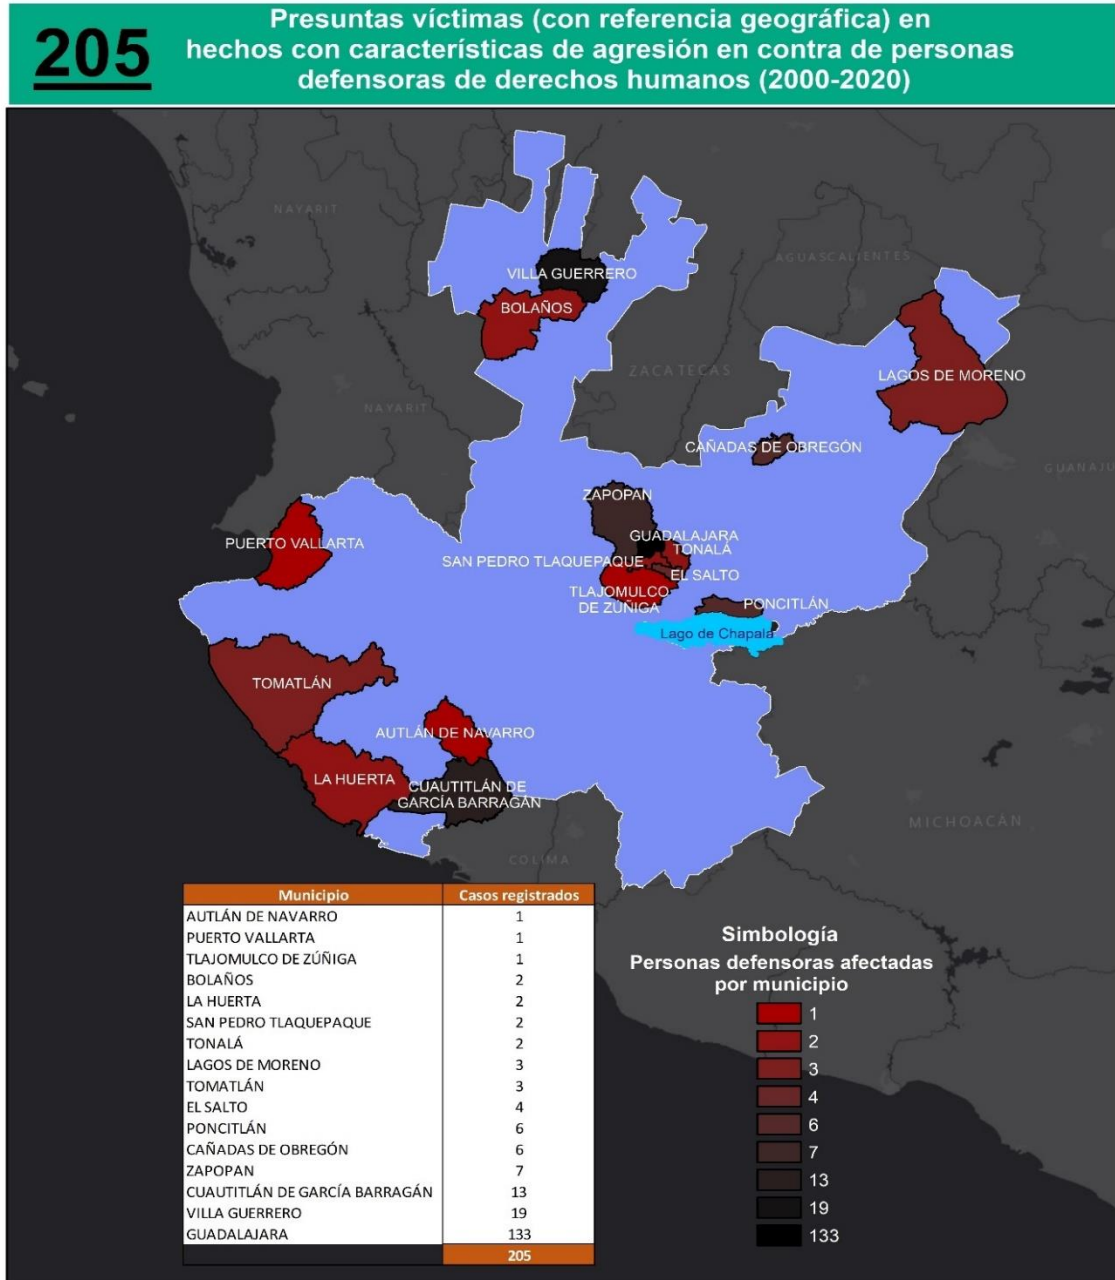 205
Presuntas víctimas (con referencia geográfica) en
hechos con características de agresión en contra de personas
defensoras de derechos humanos (2000-2020)
NAYARIT
AGUASCALIENTES
VILLA GUERRERO
BOLAÑOS
ZACATECAS
LAGOS DE MORENO
NAYARIT
CAÑADAS DE OBREGÓN
GUANAJU
ZAPOPAN
PUERTO VALLARTA
GUADALAJARA
TONALÁ
SAN PEDRO TLAQUEPAQUE
EL SALTO
TLAJOMULCO
DE ZÚÑIGA
PONCITLÁN
Lago de Chapala
TOMATLÁN
AUTLÁN DE NAVARRO
LA HUERTA
CUAUTITLÁN DE
GARCÍA BARRAGÁN
MICHOACÁN
COLIMA
Municipio Casos registrados
AUTLÁN DE NAVARRO 1
PUERTO VALLARTA 1
TLAJOMULCO DE ZÚÑIGA 1
BOLAÑOS 2
LA HUERTA 2
SAN PEDRO TLAQUEPAQUE 2
TONALÁ 2
LAGOS DE MORENO 3
TOMATLÁN 3
EL SALTO 4
PONCITLÁN 6
CAÑADAS DE OBREGÓN 6
ZAPOPAN 7
CUAUTITLÁN DE GARCÍA BARRAGÁN 13
VILLA GUERRERO 19
GUADALAJARA 133
205
Simbología
Personas defensoras afectadas
por municipio
1
2
3
4
6
7
13
19
133